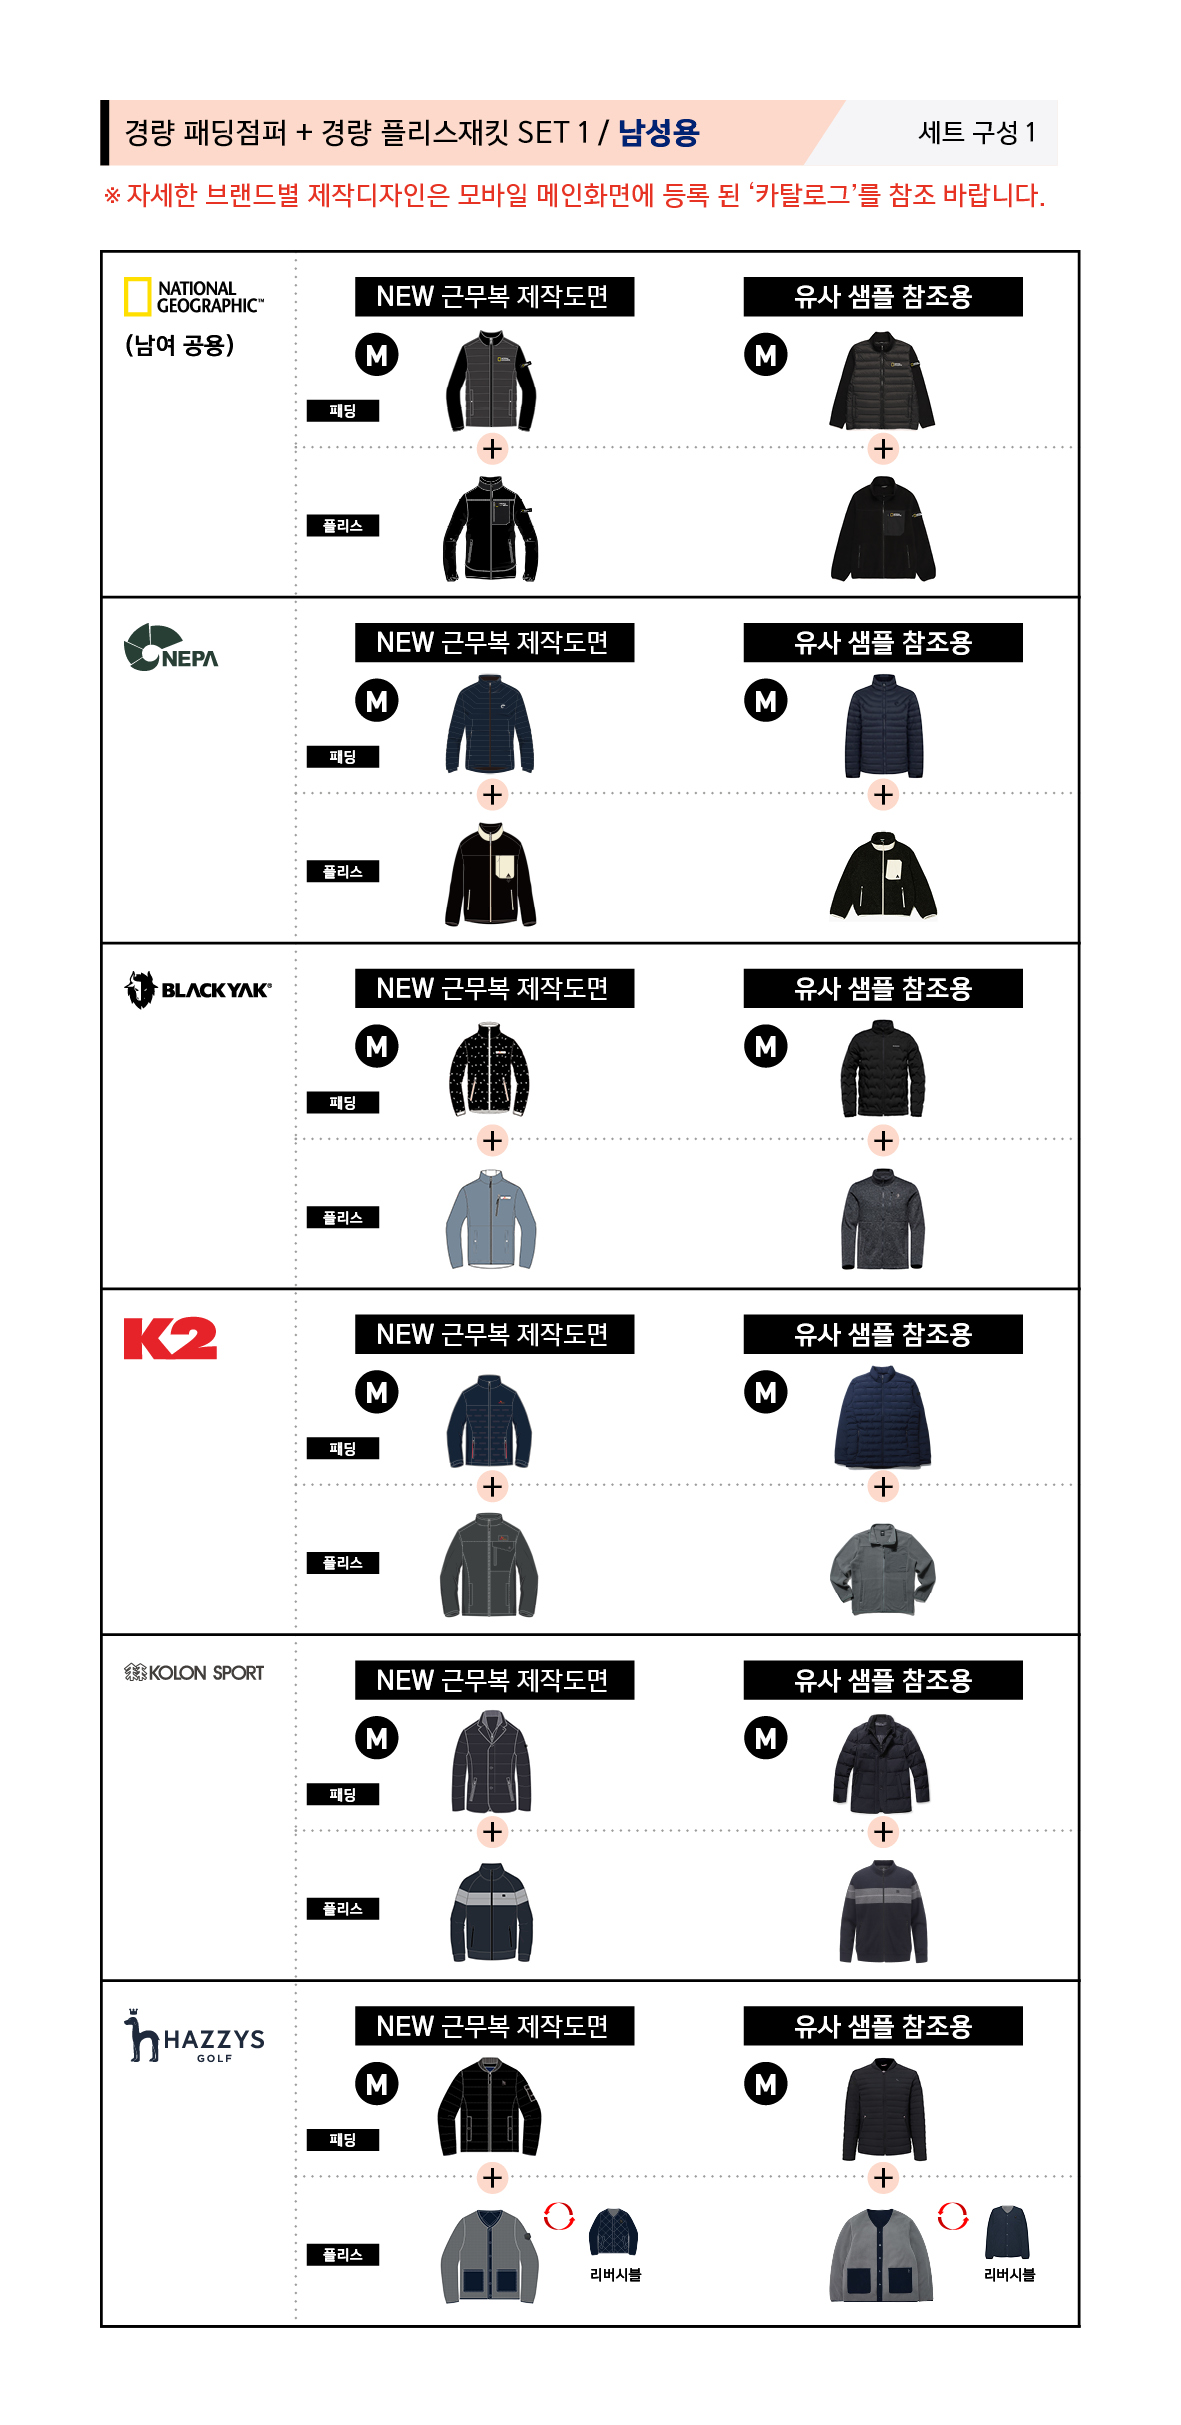 경량 패딩점퍼 + 경량 플리스재킷 SET 1 / 남성용
세트 구성 1
※ 자세한 브랜드별 제작디자인은 모바일 메인화면에 등록 된 ‘카탈로그’를 참조 바랍니다.
NATIONAL
GEOGRAPHIC™
(남여 공용)
NEW 근무복 제작도면
유사 샘플 참조용
M
M
패딩
+
+
플리스
NEPA
NEW 근무복 제작도면
유사 샘플 참조용
M
M
패딩
+
+
플리스
BLACKYAK®
NEW 근무복 제작도면
유사 샘플 참조용
M
M
패딩
+
+
플리스
K2
NEW 근무복 제작도면
유사 샘플 참조용
M
M
패딩
+
+
플리스
KOLON SPORT
NEW 근무복 제작도면
유사 샘플 참조용
M
M
패딩
+
+
플리스
HAZZYS
GOLF
NEW 근무복 제작도면
유사 샘플 참조용
M
M
패딩
+
+
플리스
리버시블
리버시블